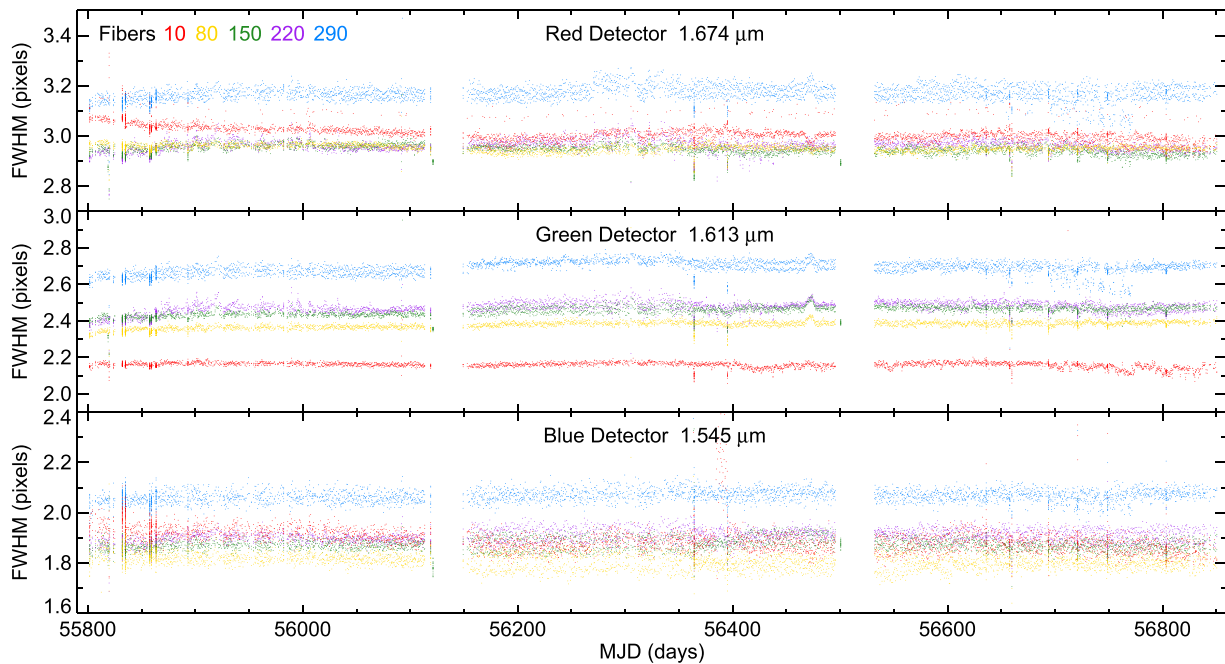 Fibers 10 80 150 220 290 Red Detector 1.674 μm
3.4
3.2
3.0
2.8
FWHM (pixels)
Green Detector 1.613 μm
3.0
2.8
2.6
2.4
2.2
2.0
FWHM (pixels)
Blue Detector 1.545 μm
2.4
2.2
2.0
1.8
1.6
FWHM (pixels)
55800 56000 56200 56400 56600 56800
MJD (days)